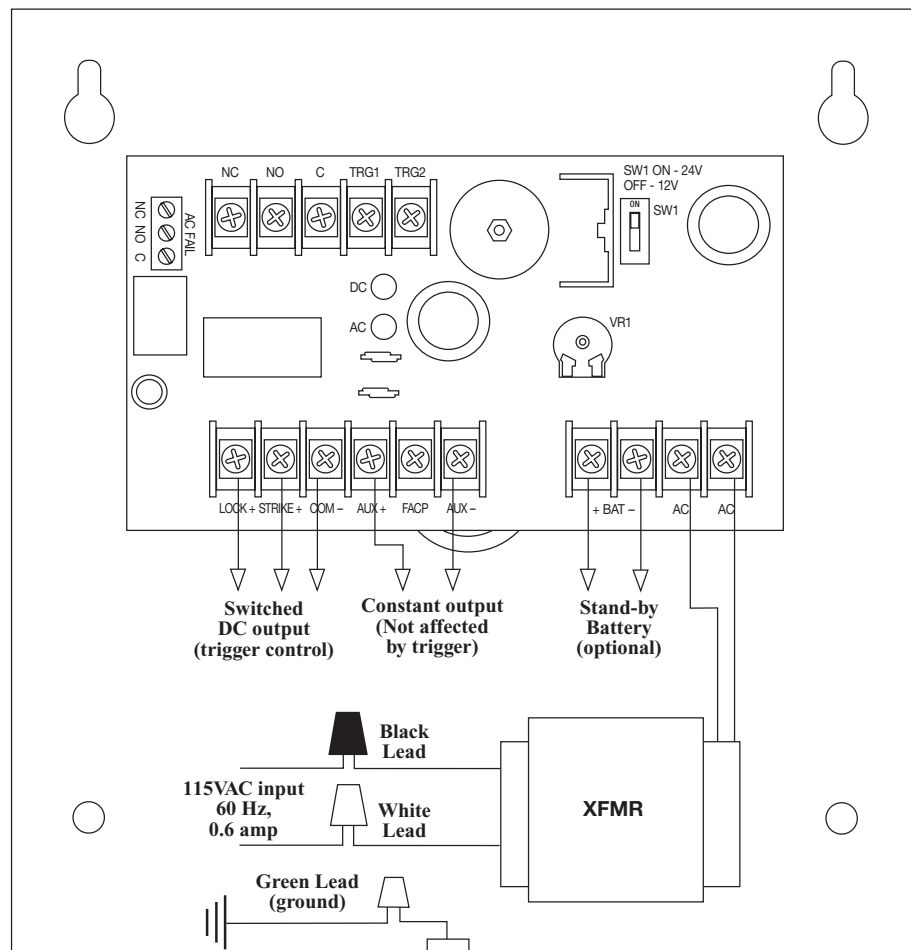 NC NO C TRG1 TRG2
SW1 ON - 24V
OFF - 12V
ON
SW1
AC FAIL
NC NO C
DC
AC
VR1
LOCK + STRIKE + COM – AUX + FACP AUX –
+ BAT – AC AC
Switched
DC output
(trigger control)
Constant output
(Not affected
by trigger)
Stand-by
Battery
(optional)
Black
Lead
115VAC input
60 Hz,
0.6 amp
White
Lead
XFMR
Green Lead
(ground)